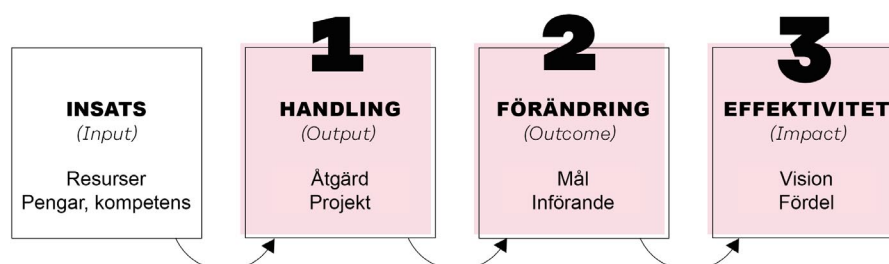 INSATS
(Input)
Resurser
Pengar, kompetens
1
HANDLING
(Output)
Åtgärd
Projekt
2
FÖRÄNDRING
(Outcome)
Mål
Införande
3
EFFEKTIVITET
(Impact)
Vision
Fördel